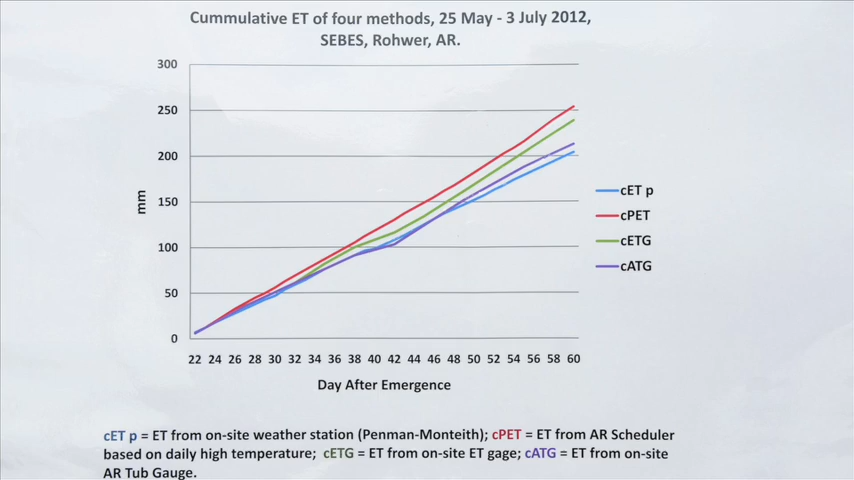 Cummulative ET of four methods, 25 May - 3 July 2012,
SEBES, Rohwer, AR.
300
250
200
150
100
50
0
mm
22 24 26 28 30 32 34 36 38 40 42 44 46 48 50 52 54 56 58 60
Day After Emergence
cET p
cPET
cETG
cATG
cET p = ET from on-site weather station (Penman-Monteith); cPET = ET from AR Scheduler
based on daily high temperature; cETG = ET from on-site ET gage; cATG = ET from on-site
AR Tub Gauge.